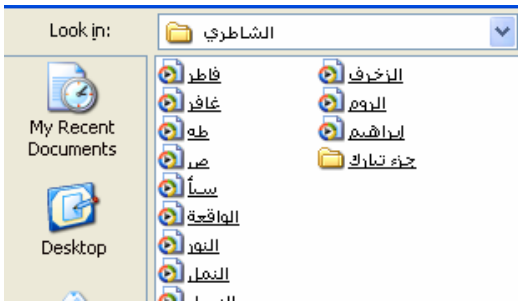 Look in:
الشاطري
My Recent
Documents
Desktop
فاطر
غافر
طه
ص
سبأ
الواقعة
النور
النمل
الزخرف
الروم
ابراهيم
جزء تبارك